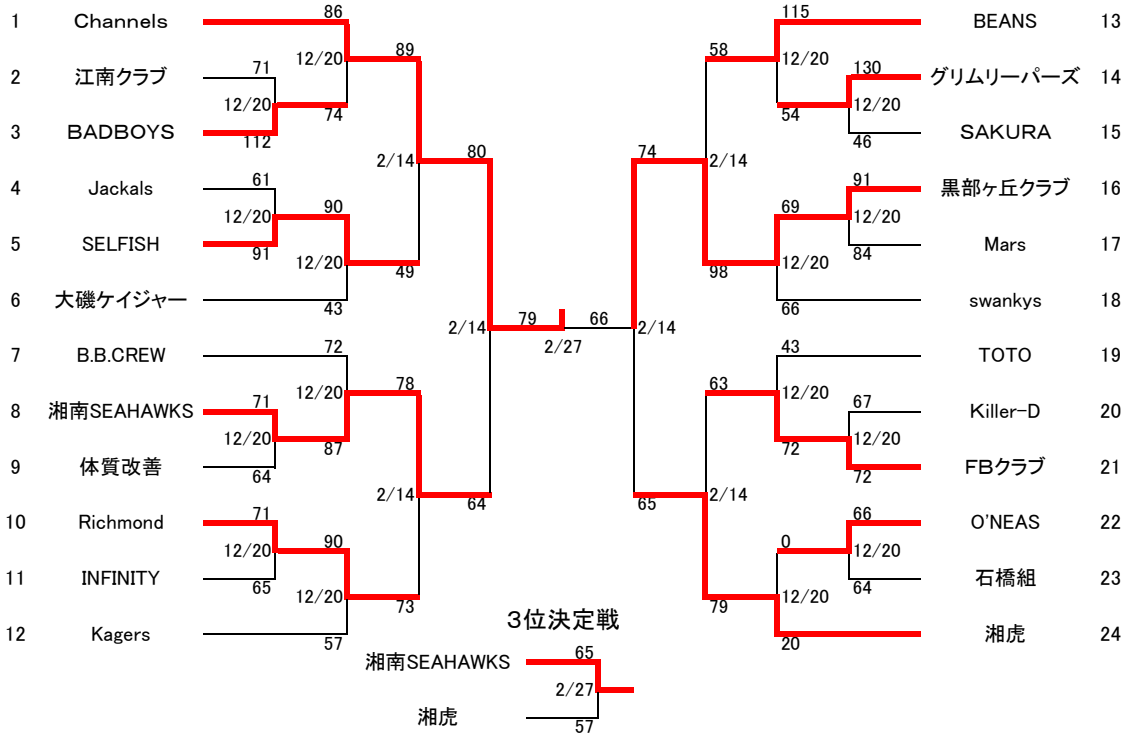 86 115
1 Channels BEANS 13
12/20 89 58 12/20
2 江南クラブ 71 130 グリムリーパーズ 14
12/20 74 54 12/20
3 BADBOYS 112 46 SAKURA 15
2/14 80 74 2/14
4 Jackals 61 91 黒部ヶ丘クラブ 16
12/20 90 69 12/20
5 SELFISH 91 84 Mars 17
12/20 49 98 12/20
6 大磯ケイジャー 43 66 swankys 18
2/14 79 66 2/14
2/27
7 B.B.CREW 72 43 TOTO 19
12/20 78 63 12/20
8 湘南SEAHAWKS 71 67 Killer-D 20
12/20 87 72 12/20
9 体質改善 64 72 FBクラブ 21
2/14 64 65 2/14
10 Richmond 71 66 O'NEAS 22
12/20 90 0 12/20
11 INFINITY 65 64 石橋組 23
12/20 73 79 12/20
12 Kagers 57 20 湘虎 24
3位決定戦
湘南SEAHAWKS 65
2/27
湘虎 57